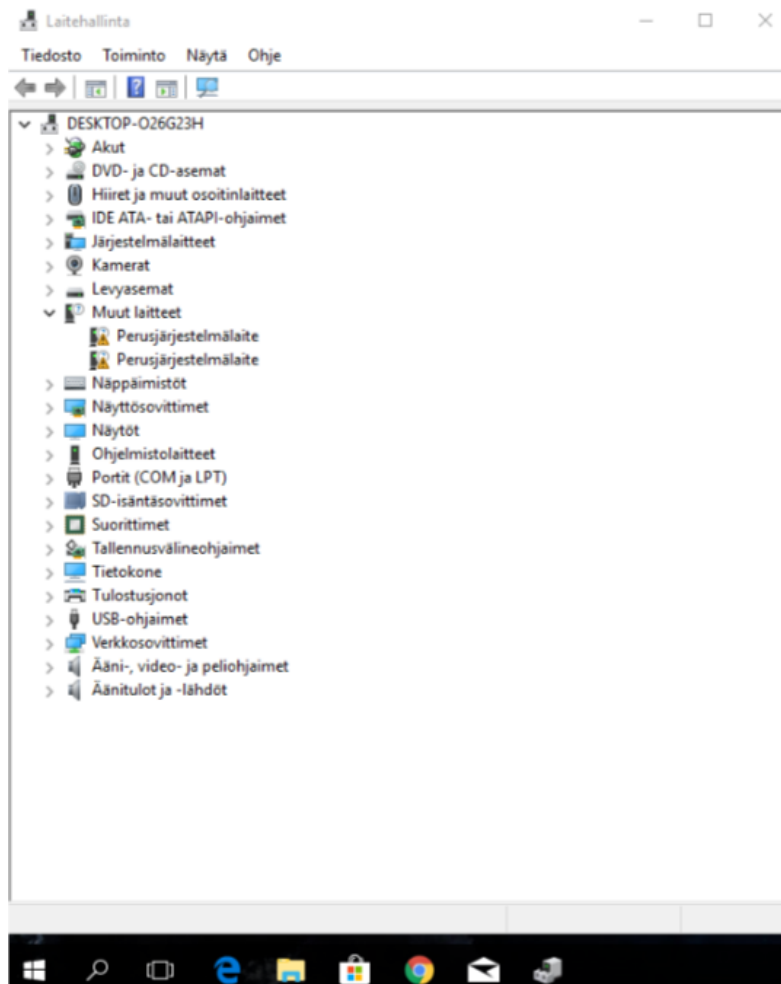 Laitehallinta
Tiedosto Toiminto Näytä Ohje
DESKTOP-O26G23H
Akut
DVD- ja CD-asemat
Hiiret ja muut osoitinlaitteet
IDE ATA- tai ATAPI-ohjaimet
Järjestelmälaitteet
Kamerat
Levyasemat
Muut laitteet
Perusjärjestelmälaite
Perusjärjestelmälaite
Näppäimistöt
Näyttösovittimet
Näytöt
Ohjelmistolaitteet
Portit (COM ja LPT)
SD-isäntäsovittimet
Suorittimet
Tallennusvälineohjaimet
Tietokone
Tulostusjonot
USB-ohjaimet
Verkkosovittimet
Ääni-, video- ja peliohjaimet
Äänitulot ja -lähdöt